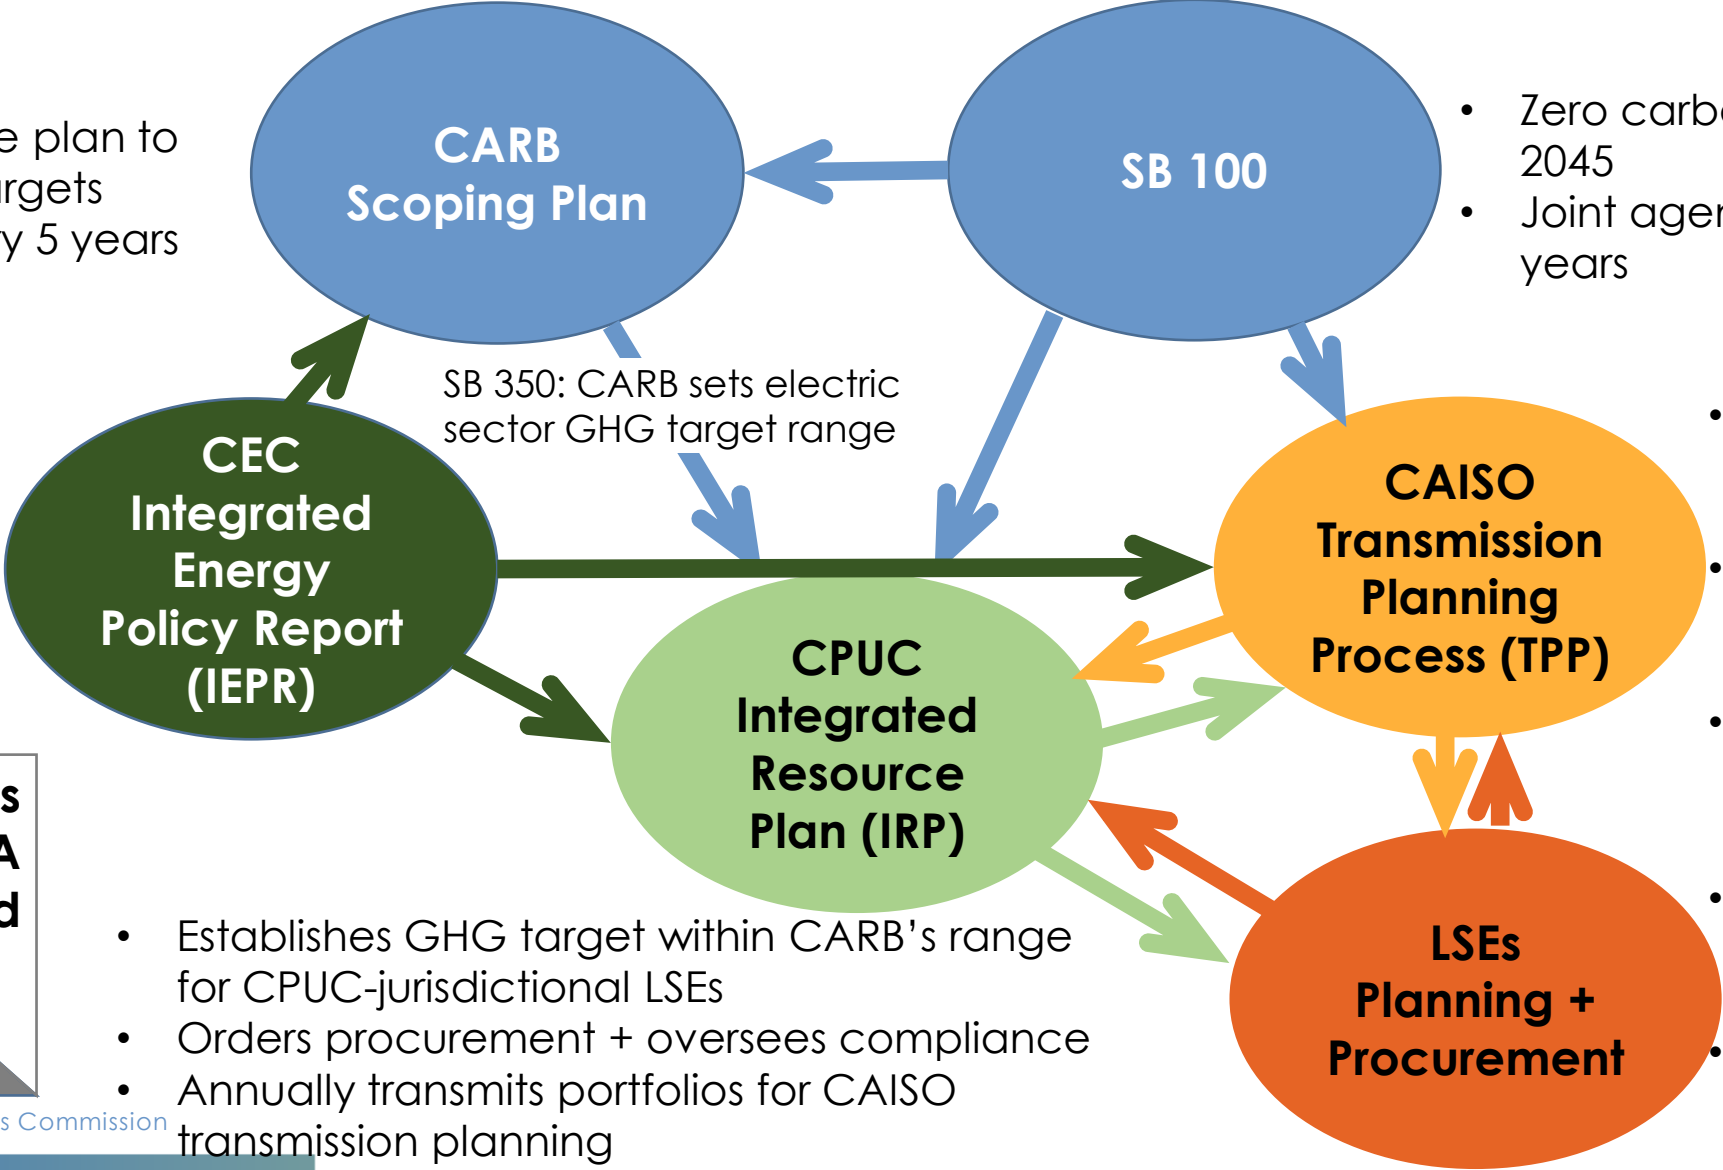 plan to
5 years
CARB
Scoping Plan
SB 100
• Zero
2045
• Joint
years
SB 350: CARB sets electric
sector GHG target range
CEC
Integrated
Energy
Policy Report
(IEPR)
CAISO
Transmission
Planning
Process (TPP)
CPUC
Integrated
Resource
Plan (IRP)
LSEs
Planning +
Procurement
• Establishes GHG target within CARB’s range
for CPUC-jurisdictional LSEs
• Orders procurement + oversees compliance
• Annually transmits portfolios for CAISO
transmission planning
Commission